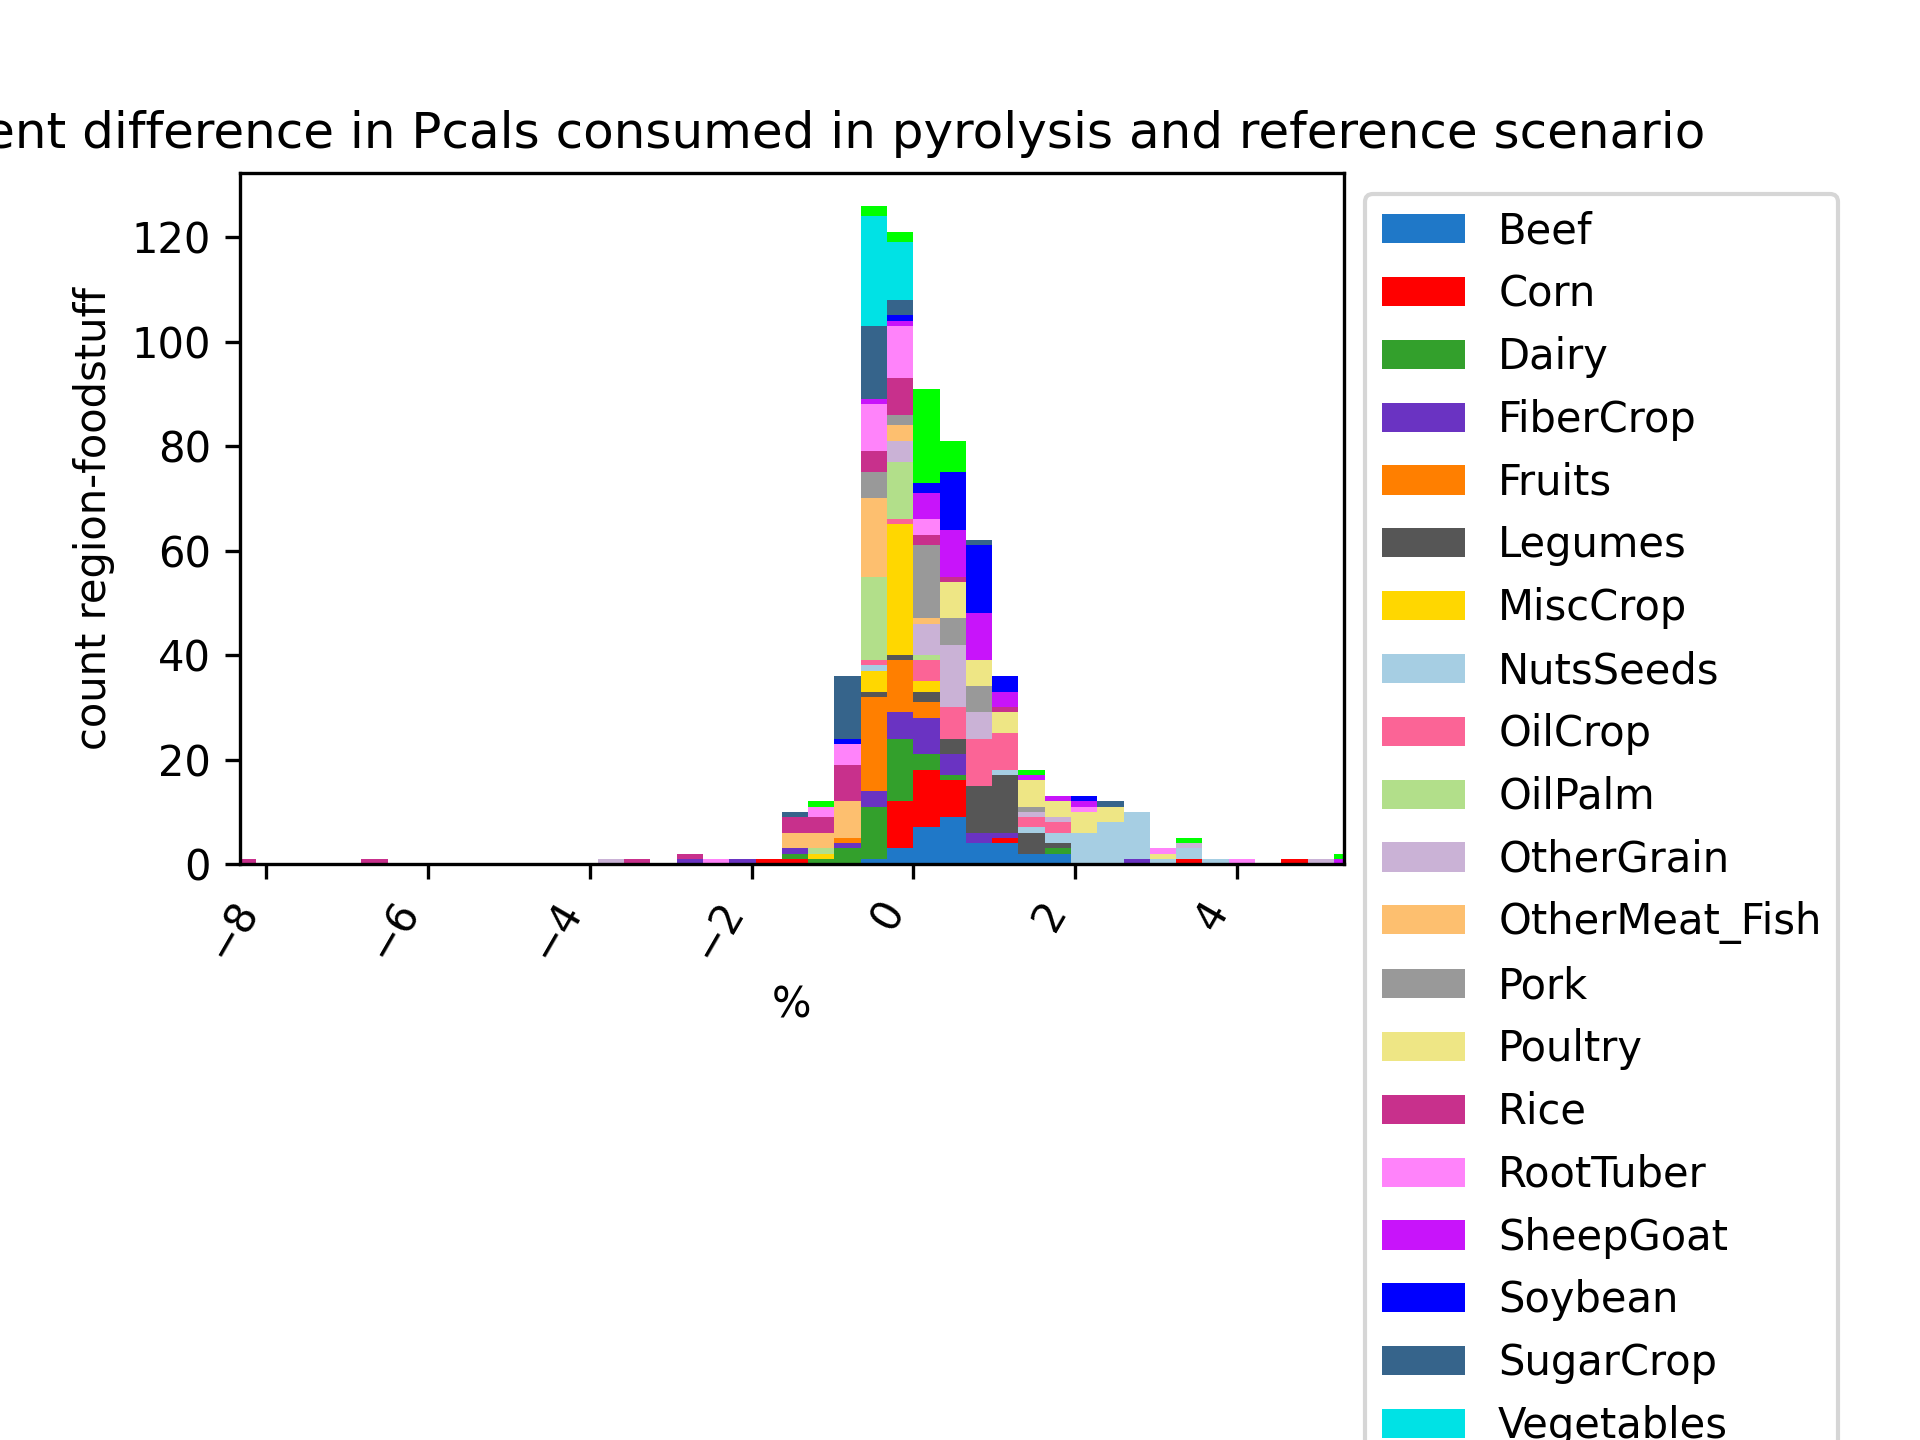 ent difference in Pcals consumed in pyrolysis and reference scenario
count region-foodstuff
120
100
80
60
40
20
0
−8
−6
−4
−2
0
2
4
%
Beef
Corn
Dairy
FiberCrop
Fruits
Legumes
MiscCrop
NutsSeeds
OilCrop
OilPalm
OtherGrain
OtherMeat_Fish
Pork
Poultry
Rice
RootTuber
SheepGoat
Soybean
SugarCrop
Vegetables